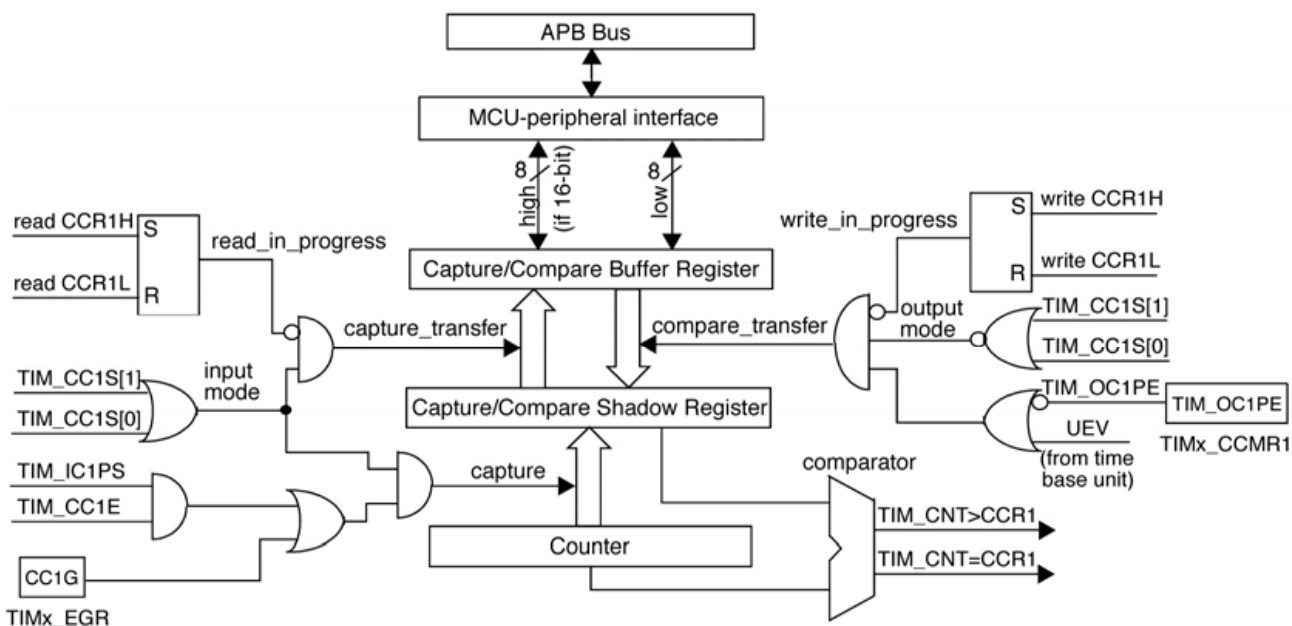 APB Bus
MCU-peripheral interface
8
high
(if 16-bit)
8
low
read CCR1H
S
read_in_progress
read CCR1L
R
write_in_progress
S
write CCR1H
R
write CCR1L
Capture/Compare Buffer Register
capture_transfer
compare_transfer
output
mode
TIM_CC1S[1]
TIM_CC1S[0]
TIM_CC1S[1]
input
mode
TIM_CC1S[0]
Capture/Compare Shadow Register
TIM_OC1PE
TIM_OC1PE
UEV
TIMx_CCMR1
(from time
base unit)
TIM_IC1PS
TIM_CC1E
capture
comparator
Counter
TIM_CNT>CCR1
TIM_CNT=CCR1
CC1G
TIMx_EGR